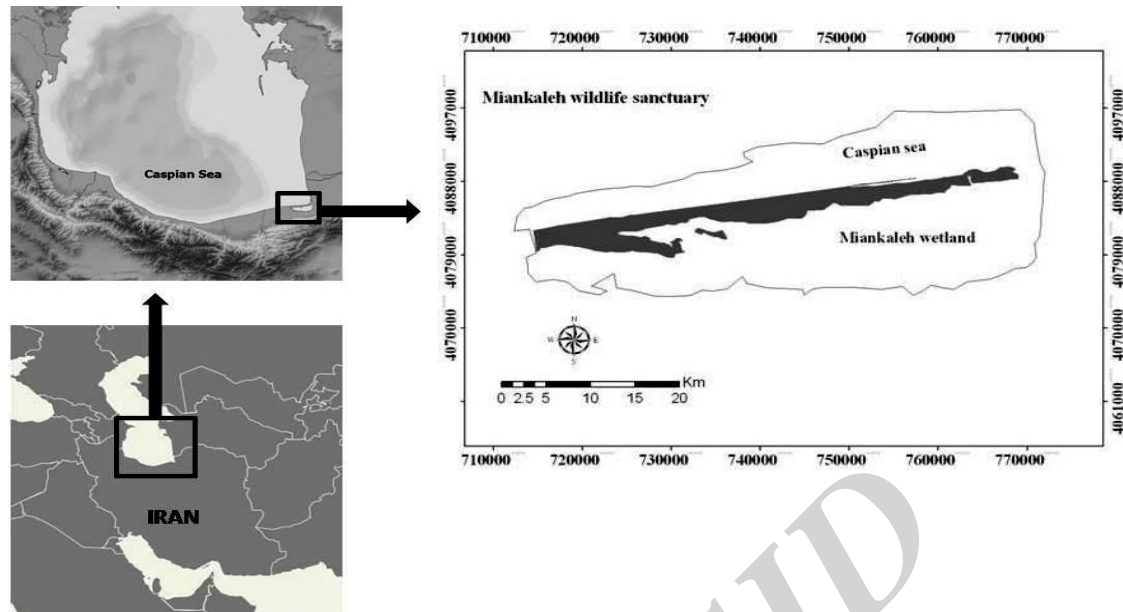 Caspian Sea
IRAN
710000 720000 730000 740000 750000 760000 770000
Miankaleh wildlife sanctuary
Caspian sea
Miankaleh wetland
4097000
4088000
4079000
4070000
4061000
4097000
4088000
4079000
4070000
4061000
N
W E
S
Km
0 2.5 5 10 15 20
710000 720000 730000 740000 750000 760000 770000